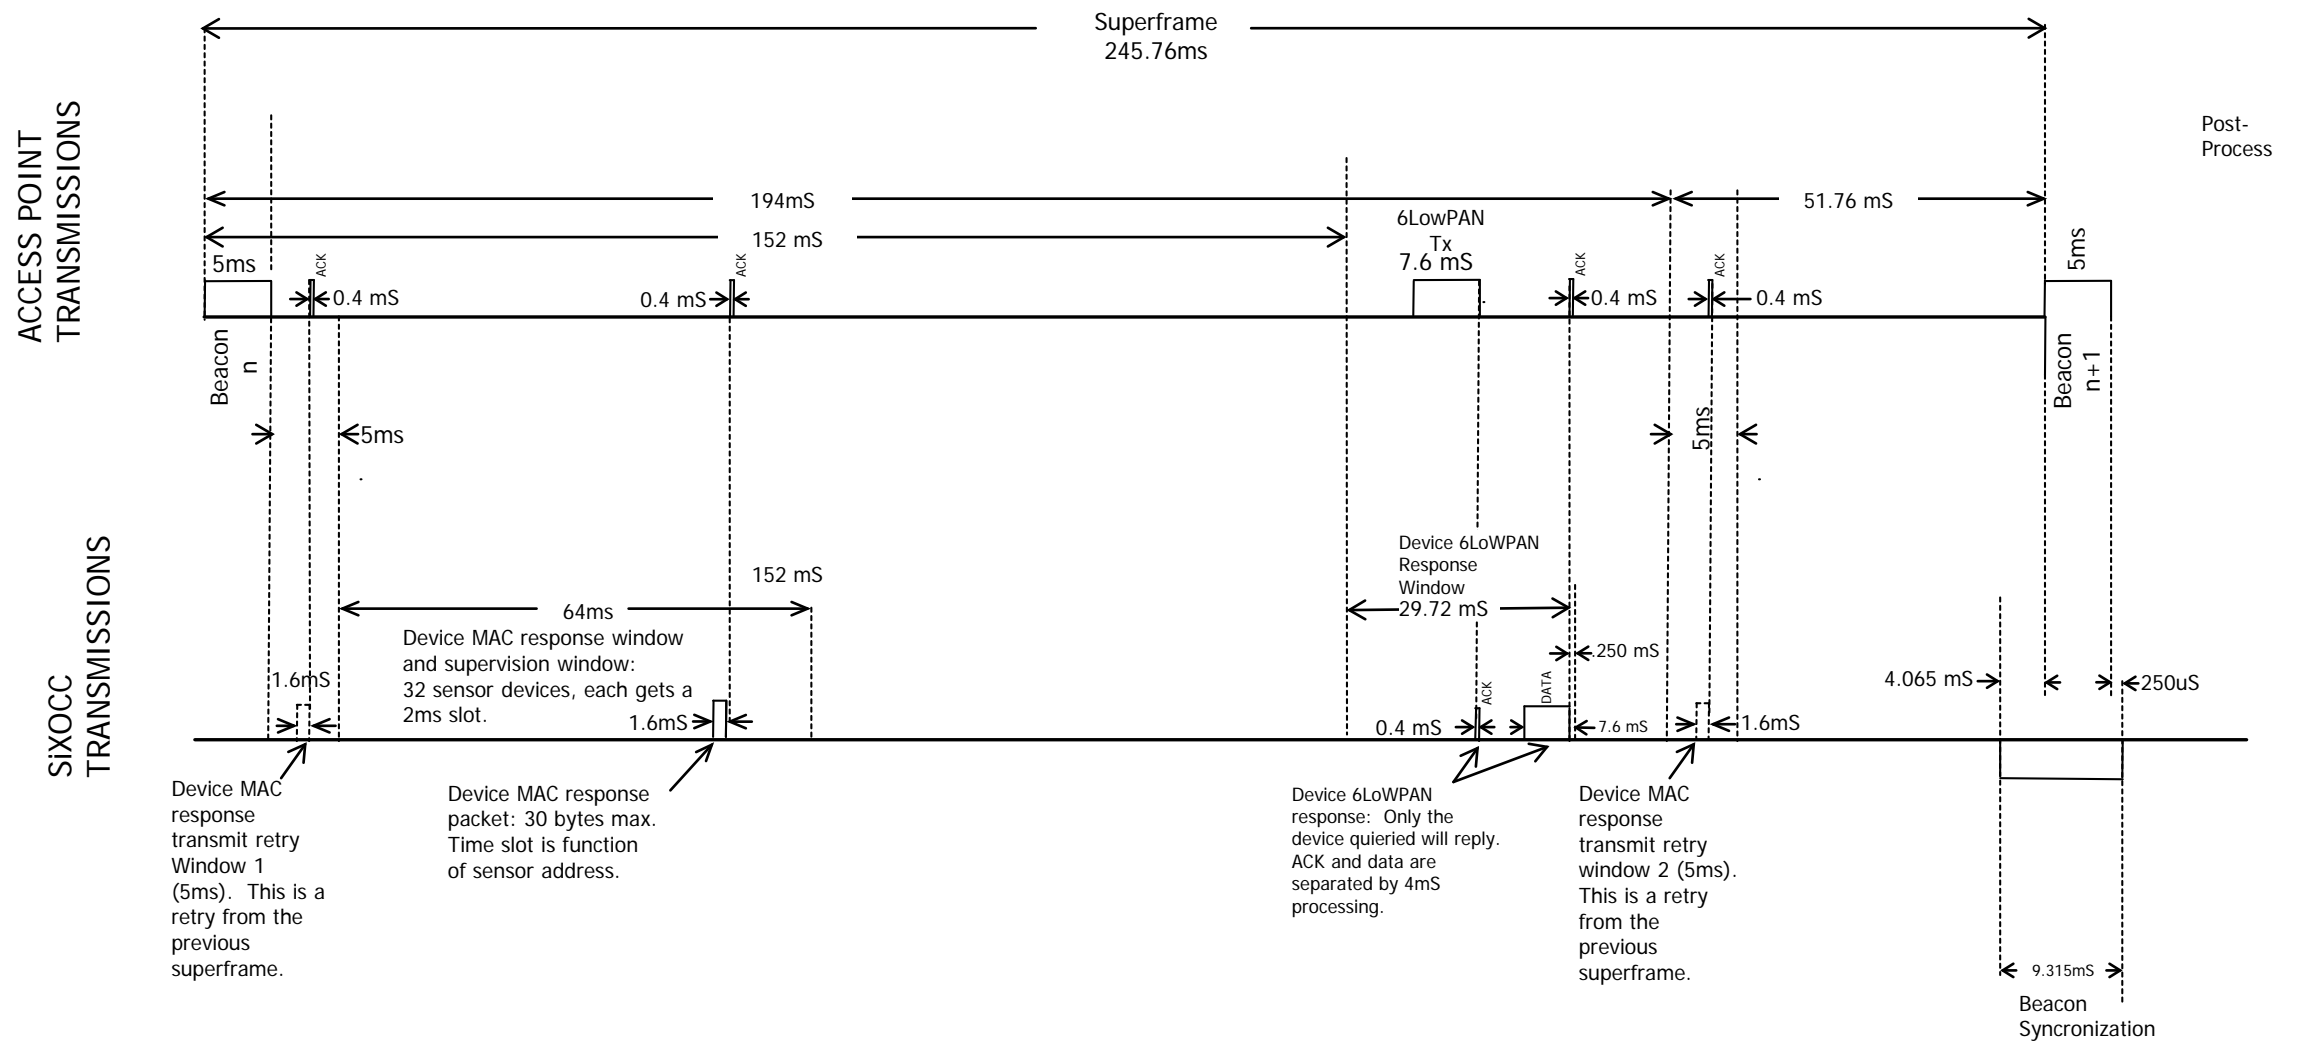 Superframe
245.76ms
ACCESS POINT
TRANSMISSIONS
Post-
Process
194mS
51.76 mS
152 mS
6LowPAN
Tx
7.6 mS
5ms
ACK
0.4 mS
0.4 mS
ACK
ACK
0.4 mS
ACK
0.4 mS
5ms
Beacon
n
Beacon
n+1
5ms
5ms
SiXOCC
TRANSMISSIONS
Device 6LoWPAN
Response
Window
29.72 mS
152 mS
64ms
Device MAC response window
and supervision window:
32 sensor devices, each gets a
2ms slot.
1.6mS
1.6mS
.250 mS
0.4 mS
ACK
DATA
7.6 mS
1.6mS
4.065 mS
250uS
Device MAC
response
transmit retry
Window 1
(5ms).  This is a
retry from the
previous
superframe.
Device MAC response
packet: 30 bytes max.
Time slot is function
of sensor address.
Device 6LoWPAN
response:  Only the
device quieried will reply.
ACK and data are
separated by 4mS
processing.
Device MAC
response
transmit retry
window 2 (5ms).
This is a retry
from the
previous
superframe.
9.315mS
Beacon
Syncronization